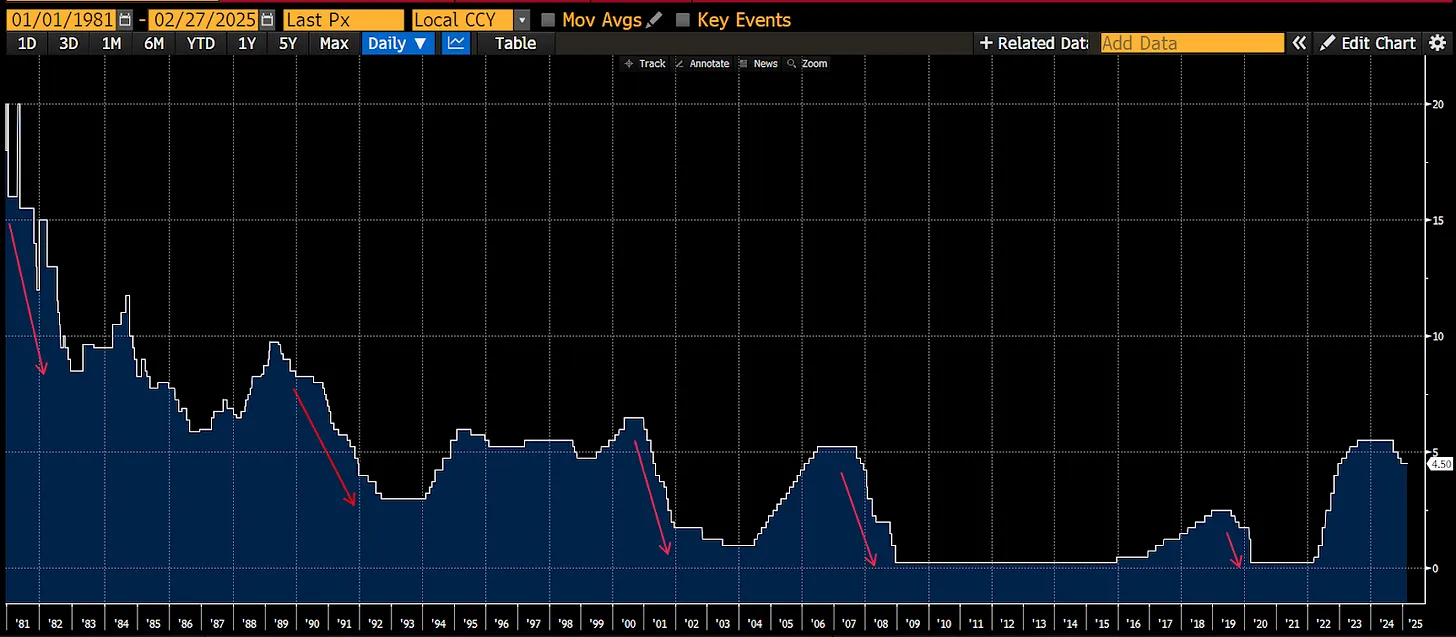 01/01/1981 - 02/27/2025 Last Px Local CCY Mov Avgs Key Events
1D 3D 1M 6M YTD 1Y 5Y Max Daily ▼ Table + Related Data Add Data « Edit Chart
Track Annotate News Zoom
20
15
10
5
4.50
0
'81 '82 '83 '84 '85 '86 '87 '88 '89 '90 '91 '92 '93 '94 '95 '96 '97 '98 '99 '00 '01 '02 '03 '04 '05 '06 '07 '08 '09 '10 '11 '12 '13 '14 '15 '16 '17 '18 '19 '20 '21 '22 '23 '24 '25